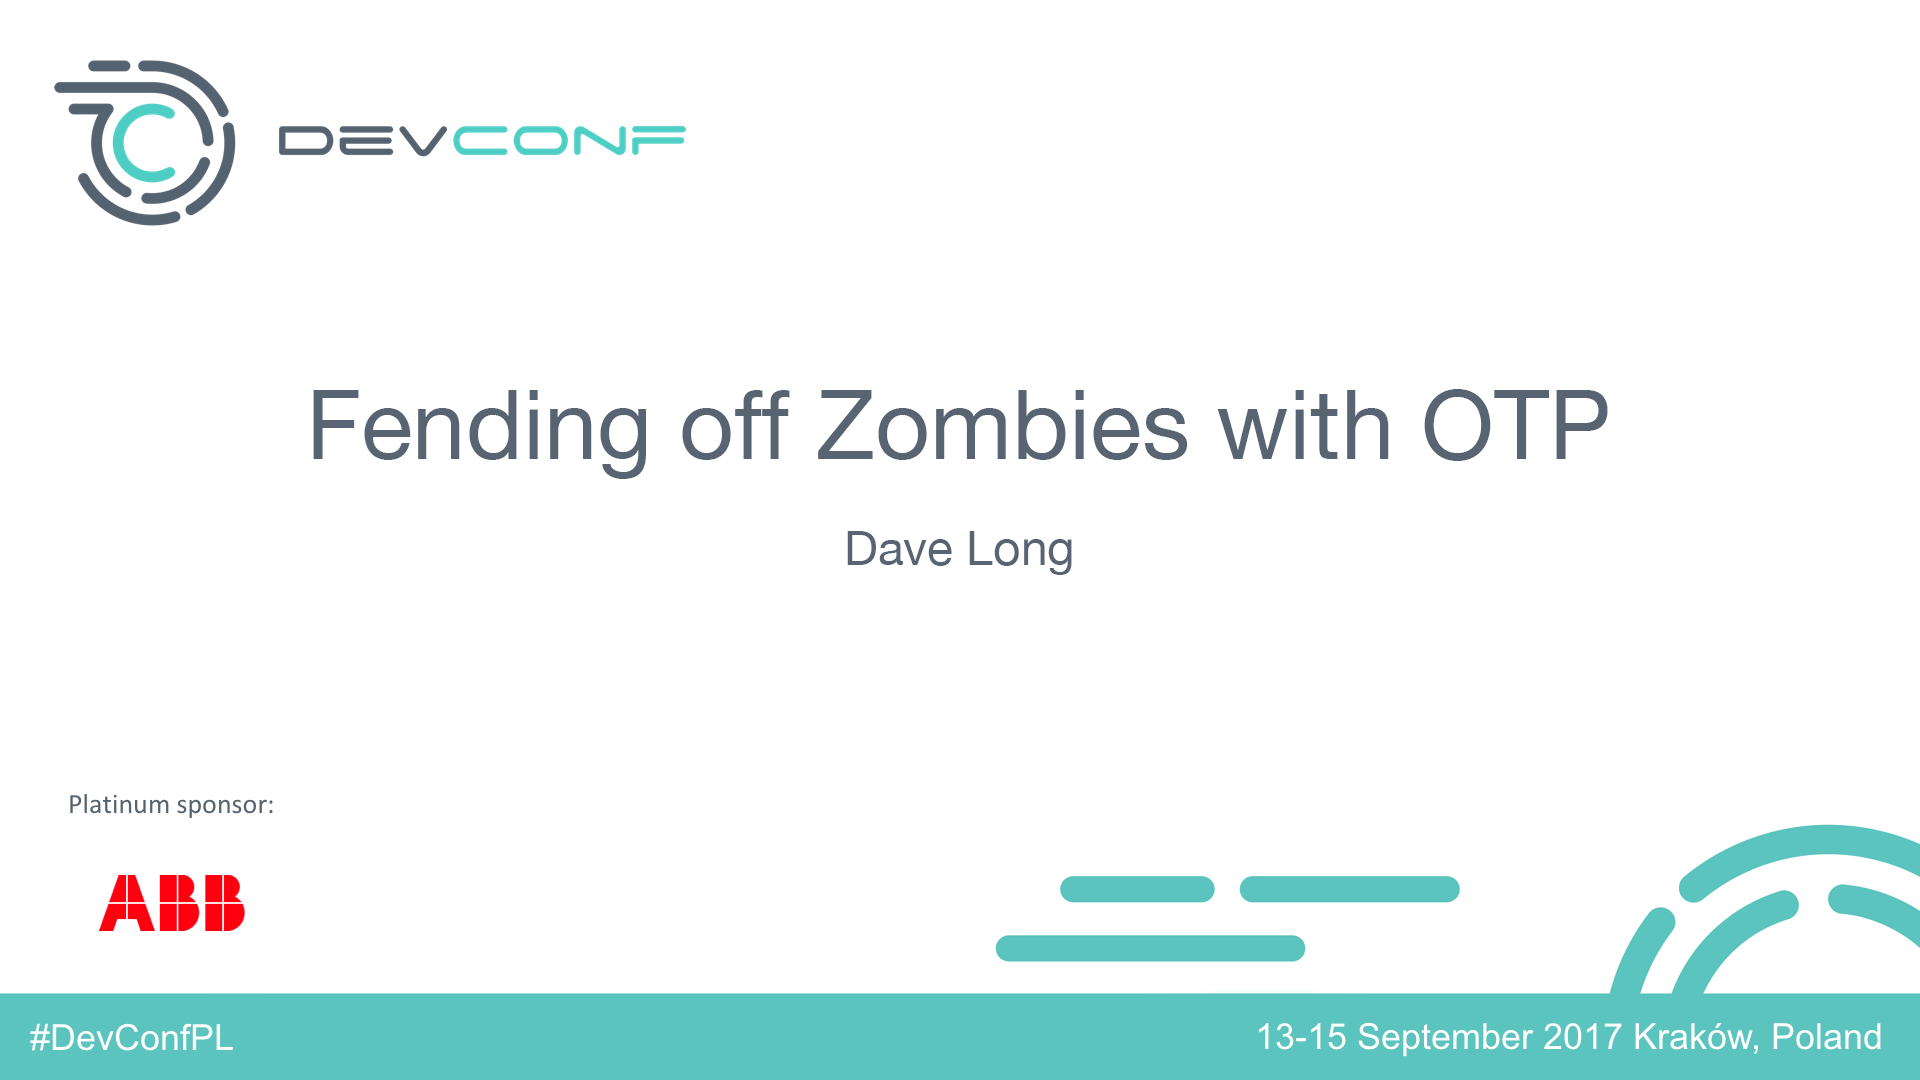 DEVCONF
Fending off Zombies with OTP
Dave Long
Platinum sponsor:
ABB
#DevConfPL
13-15 September 2017 Kraków, Poland